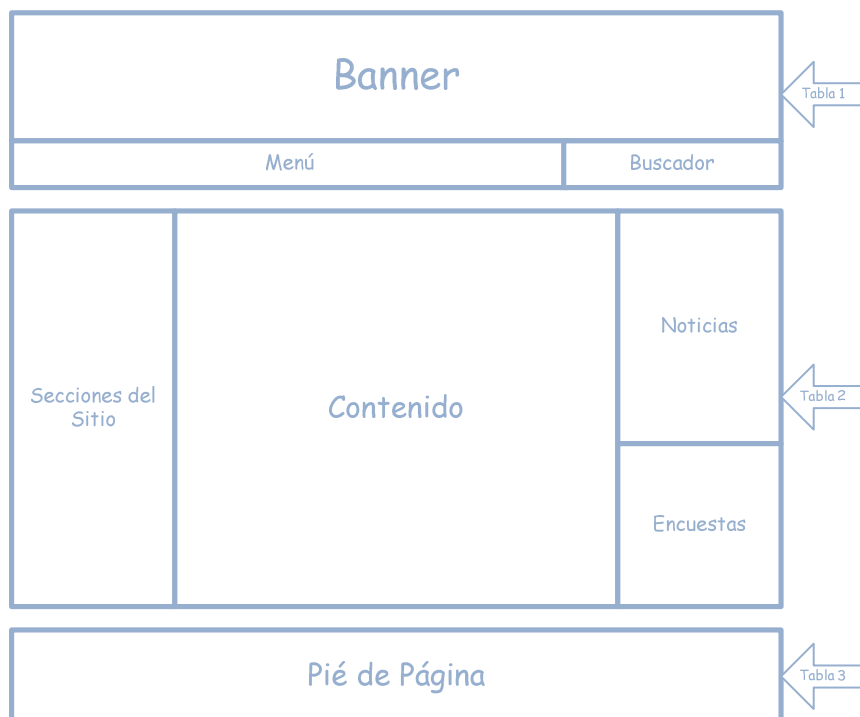 Banner
Tabla 1
Menú
Buscador
Noticias
Secciones del
Sitio
Contenido
Tabla 2
Encuestas
Pié de Página
Tabla 3